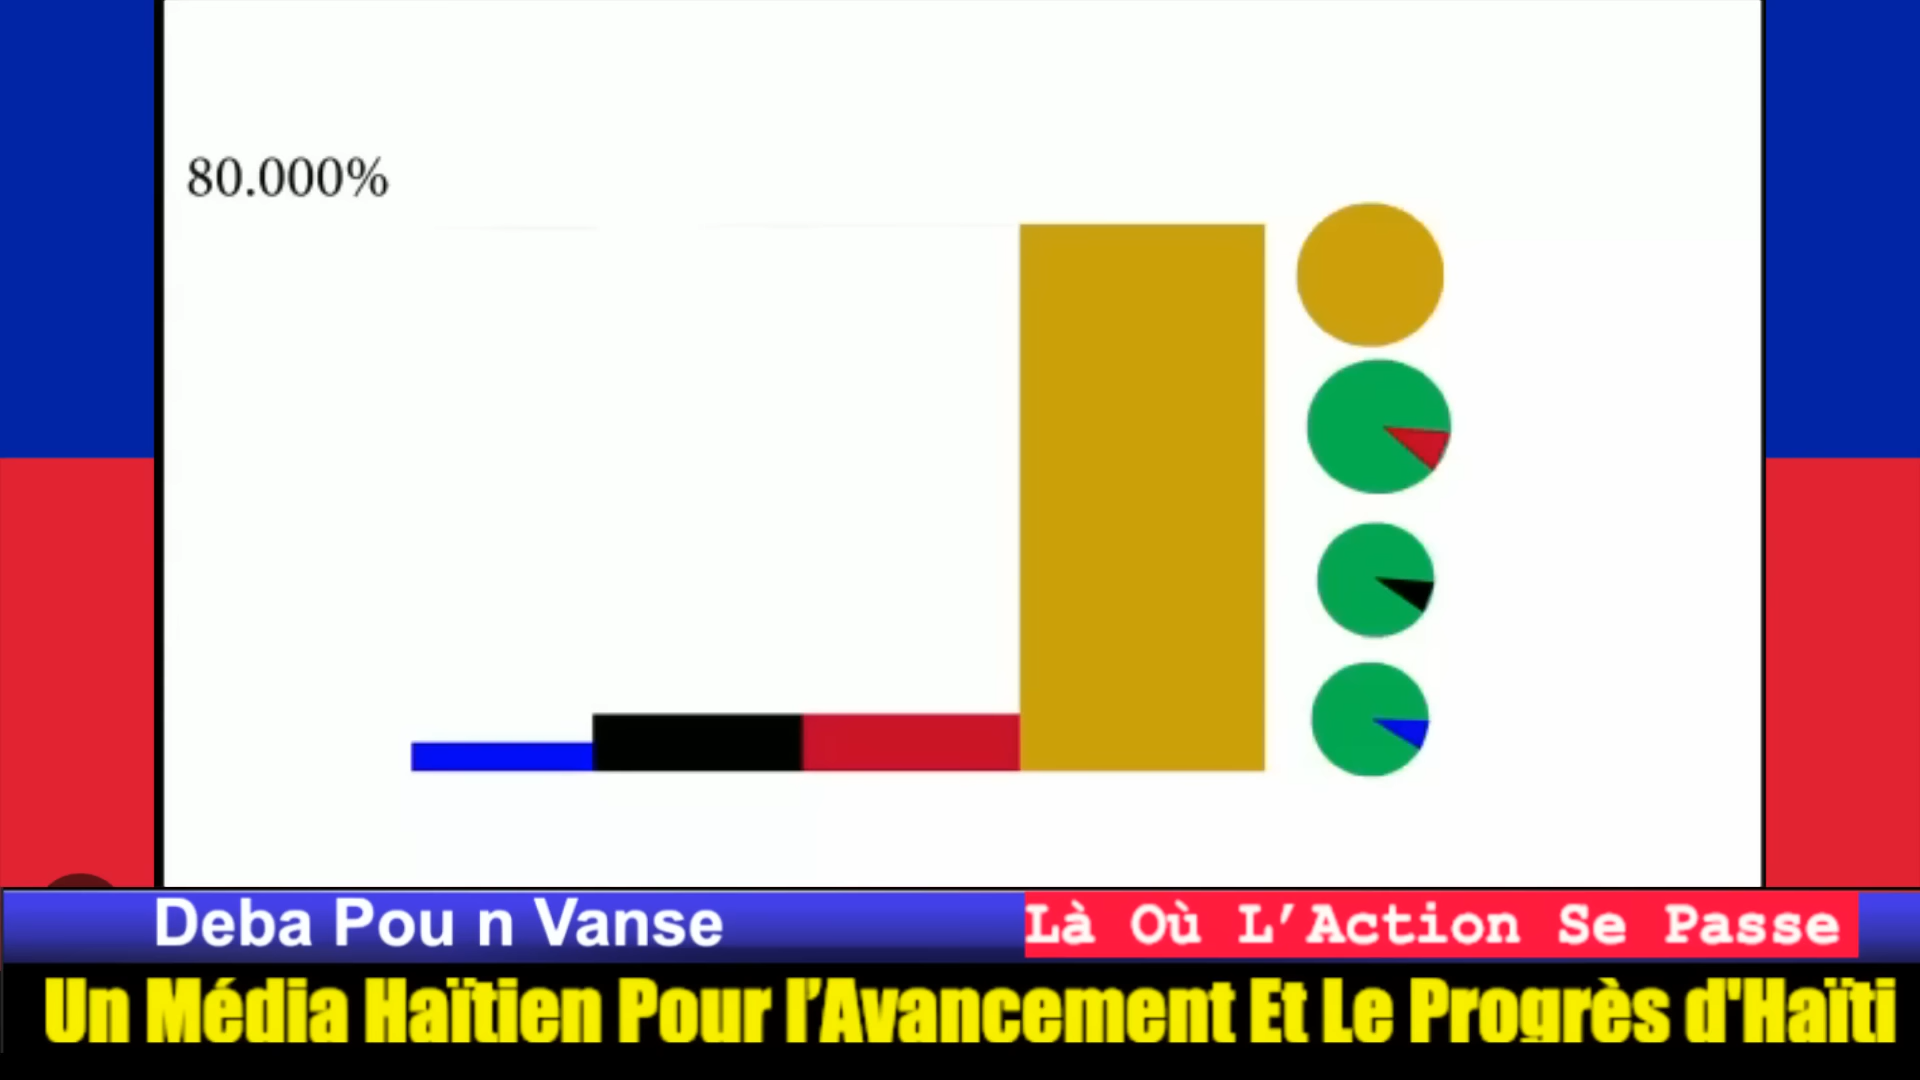 80.000%
Deba Pou n Vanse
Là Où L'Action Se Passe
Un Média Haïtien Pour l’Avancement Et Le Progrès d'Haïti